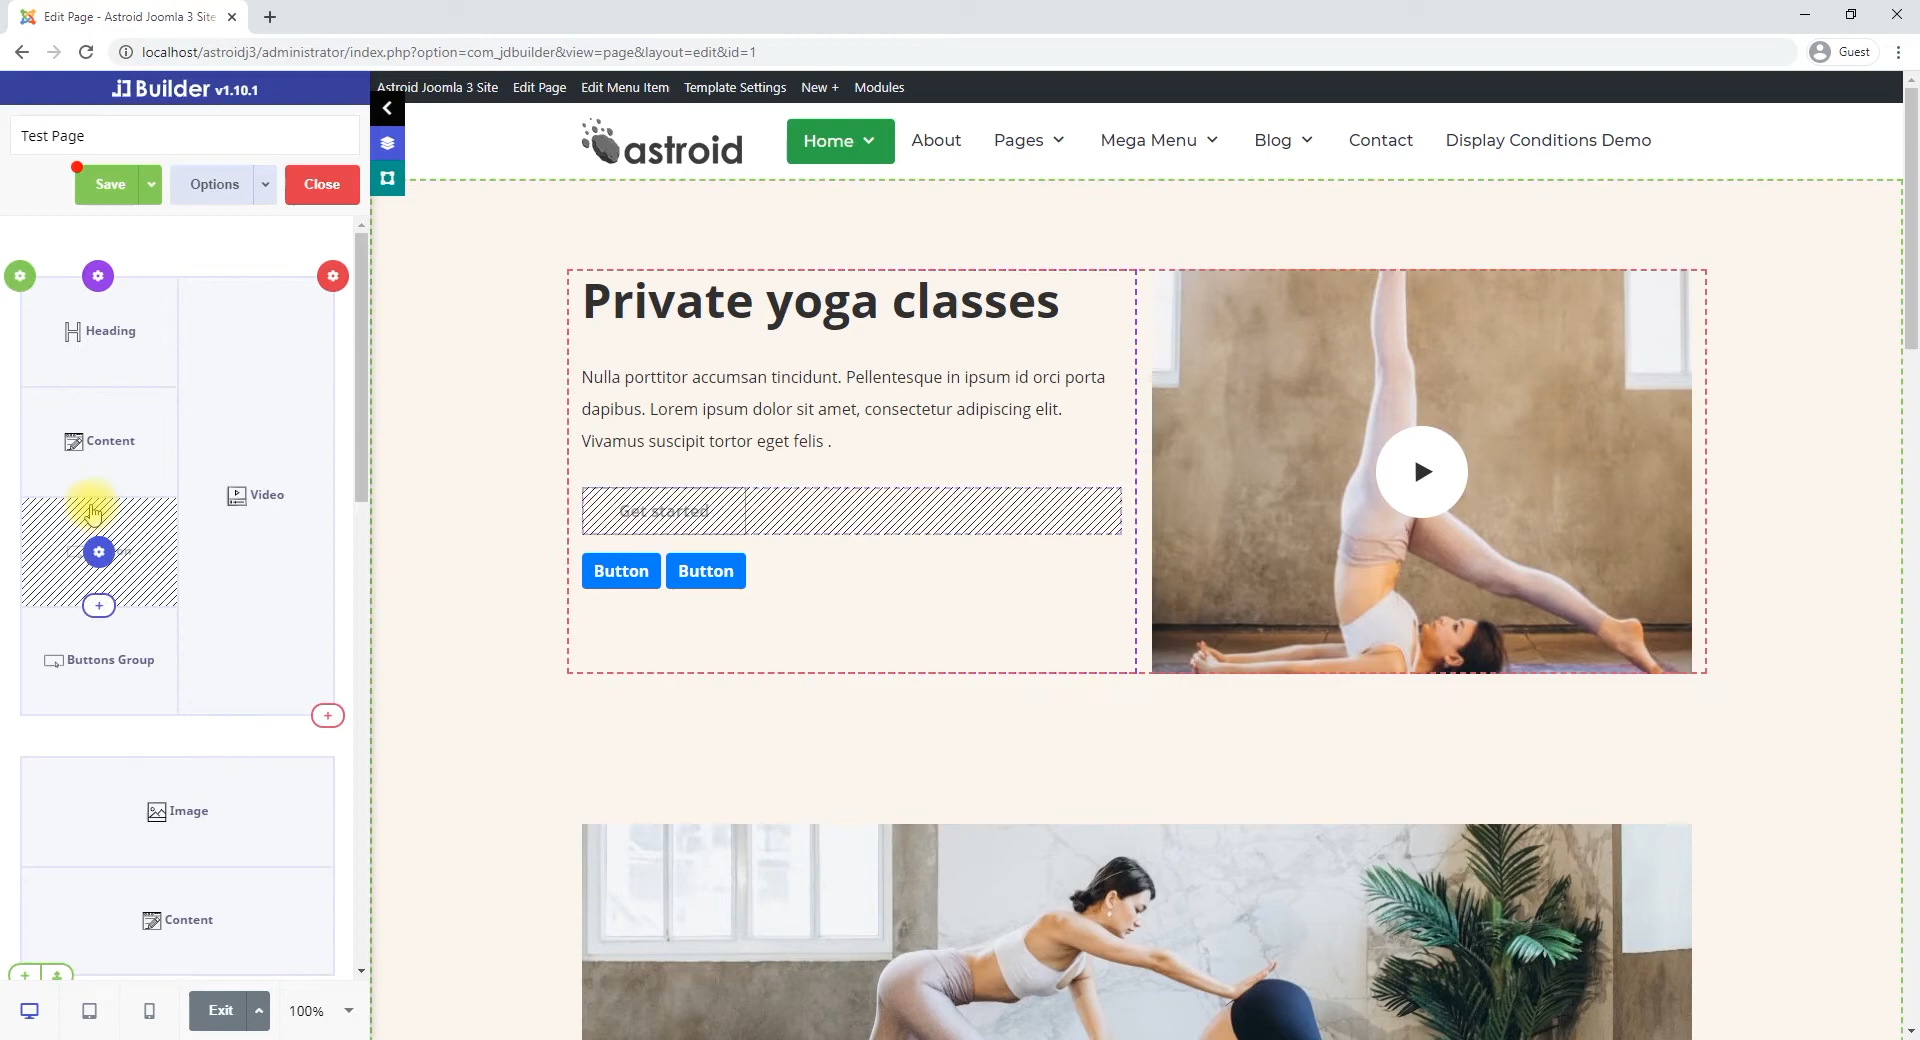 Edit Page - Astroid Joomla 3 Site
localhost/astroidj3/administrator/index.php?option=com_jdbuilder&view=page&layout=edit&id=1
Guest
Builder v1.10.1
Astroid Joomla 3 Site Edit Page Edit Menu Item Template Settings New + Modules
Test Page
astroid
Home About Pages Mega Menu Blog Contact Display Conditions Demo
Save Options Close
Heading
Content
Video
Buttons Group
Image
Content
Private yoga classes
Nulla porttitor accumsan tincidunt. Pellentesque in ipsum id orci porta
dapibus. Lorem ipsum dolor sit amet, consectetur adipiscing elit.
Vivamus suscipit tortor eget felis .
Get started
Button Button
Exit 100%